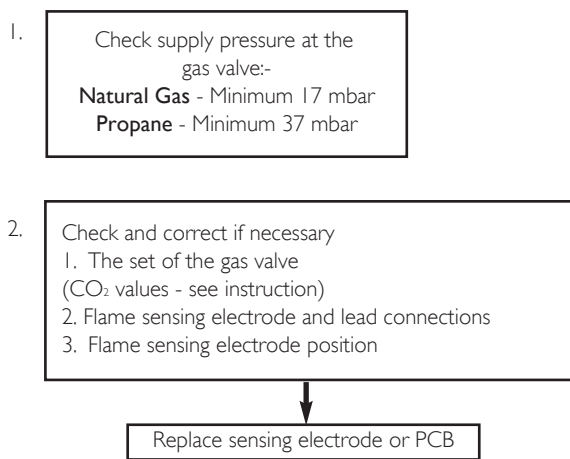 1.
Check supply pressure at the
gas valve:-
Natural Gas - Minimum 17 mbar
Propane - Minimum 37 mbar
2.
Check and correct if necessary
1. The set of the gas valve
(CO₂ values - see instruction)
2. Flame sensing electrode and lead connections
3. Flame sensing electrode position
Replace sensing electrode or PCB